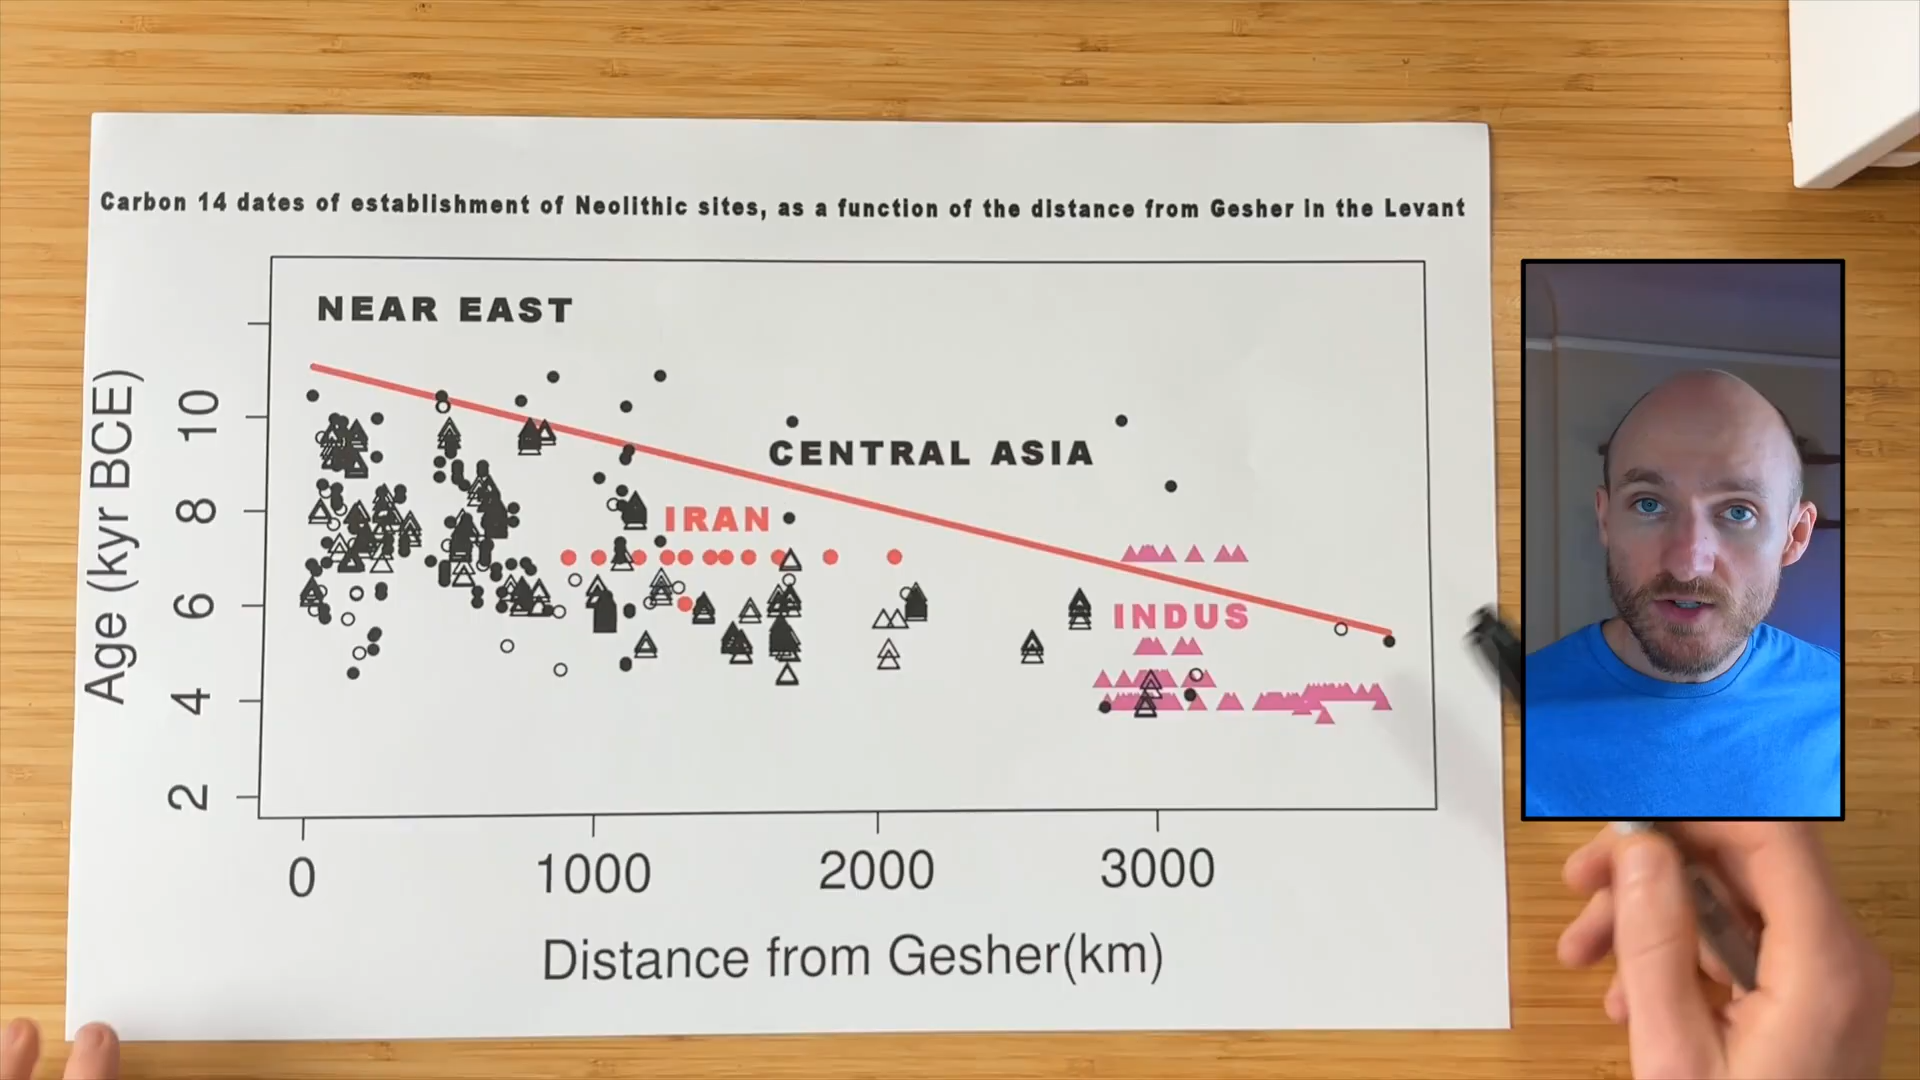 Carbon 14 dates of establishment of Neolithic sites, as a function of the distance from Gesher in the Levant
NEAR EAST
CENTRAL ASIA
IRAN
INDUS
Age (kyr BCE)
10
8
6
4
2
0
1000
2000
3000
Distance from Gesher(km)